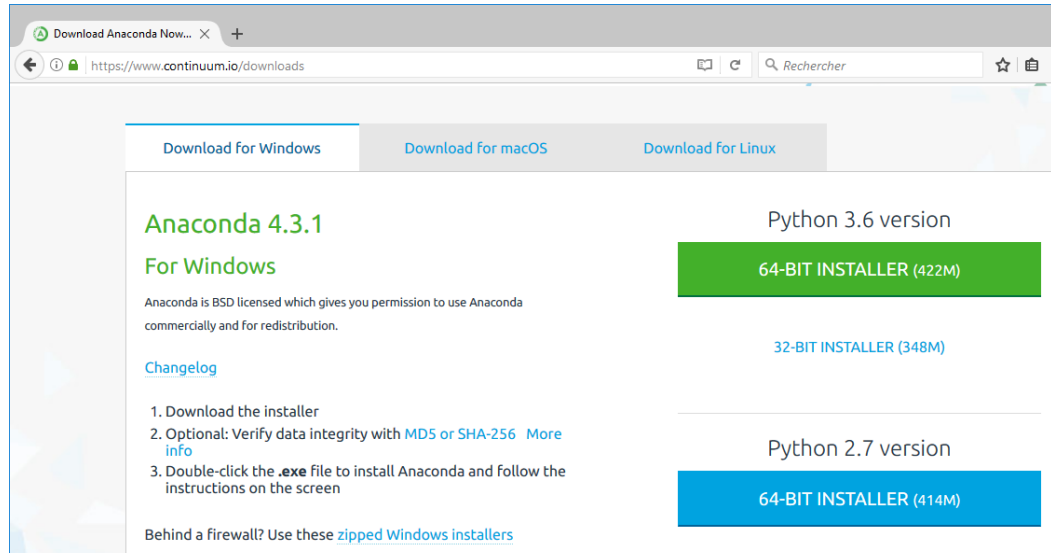 Download Anaconda Now...
https://www.continuum.io/downloads
Rechercher
Download for Windows
Download for macOS
Download for Linux
Anaconda 4.3.1
For Windows
Anaconda is BSD licensed which gives you permission to use Anaconda
commercially and for redistribution.
Changelog
1. Download the installer
2. Optional: Verify data integrity with MD5 or SHA-256 More
info
3. Double-click the .exe file to install Anaconda and follow the
instructions on the screen
Behind a firewall? Use these zipped Windows installers
Python 3.6 version
64-BIT INSTALLER (422M)
32-BIT INSTALLER (348M)
Python 2.7 version
64-BIT INSTALLER (414M)